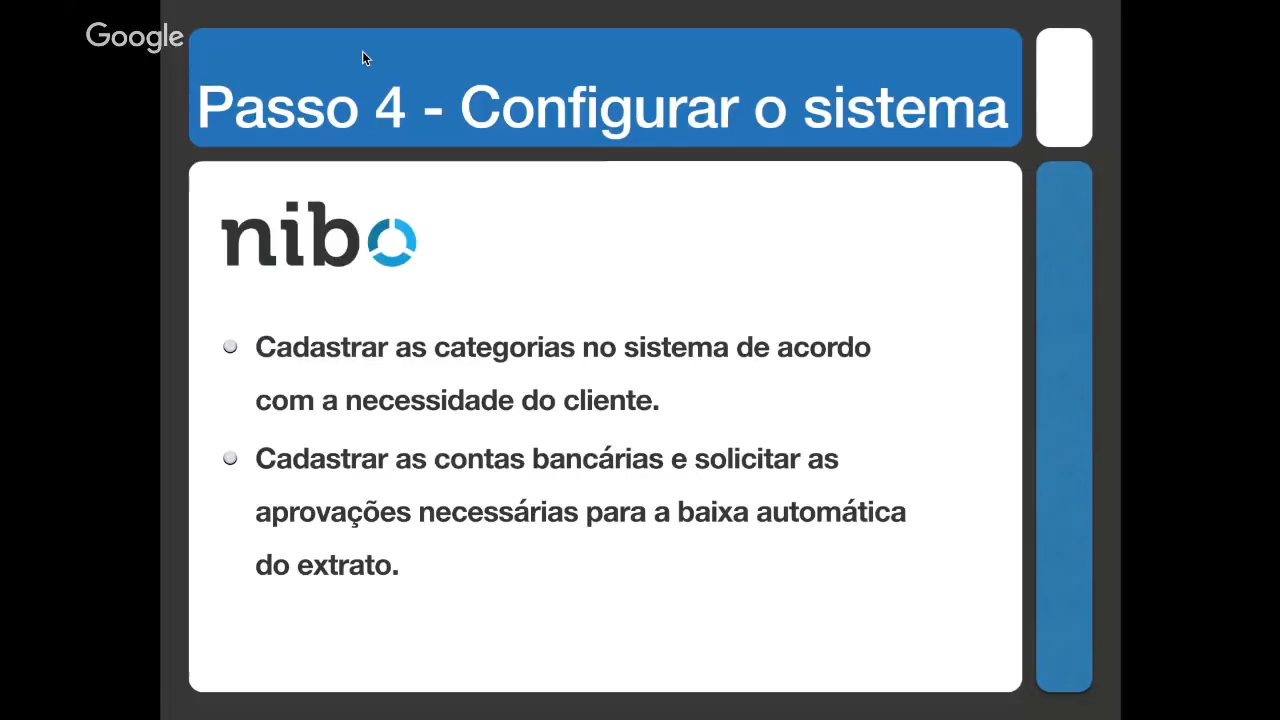 Google
Passo 4 - Configurar o sistema
nibo
Cadastrar as categorias no sistema de acordo
com a necessidade do cliente.
Cadastrar as contas bancárias e solicitar as
aprovações necessárias para a baixa automática
do extrato.